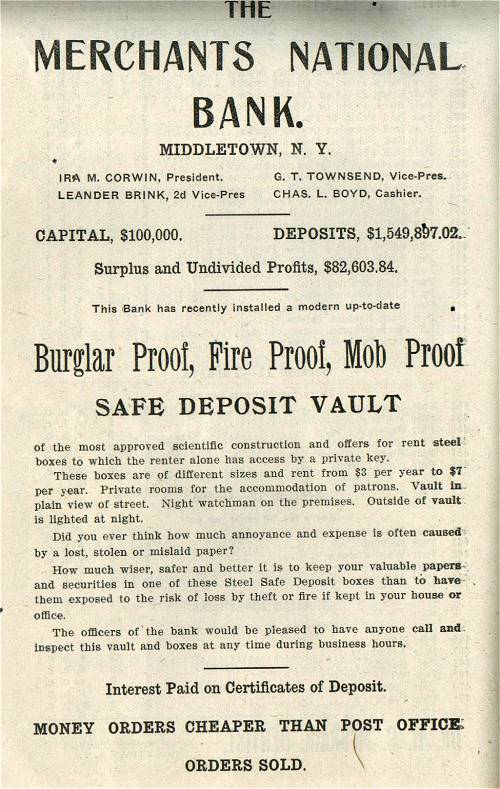 THE
MERCHANTS NATIONAL
BANK.
MIDDLETOWN, N. Y.
IRA M. CORWIN, President. G. T. TOWNSEND, Vice-Pres.
LEANDER BRINK, 2d Vice-Pres CHAS. L. BOYD, Cashier.
CAPITAL, $100,000. DEPOSITS, $1,549,897.02.
Surplus and Undivided Profits, $82,603.84.
This Bank has recently installed a modern up-to-date
Burglar Proof, Fire Proof, Mob Proof
SAFE DEPOSIT VAULT
of the most approved scientific construction and offers for rent steel
boxes to which the renter alone has access by a private key.
These boxes are of different sizes and rent from $3 per year to $7
per year. Private rooms for the accommodation of patrons. Vault in
plain view of street. Night watchman on the premises. Outside of vault
is lighted at night.
Did you ever think how much annoyance and expense is often caused
by a lost, stolen or mislaid paper?
How much wiser, safer and better it is to keep your valuable papers
and securities in one of these Steel Safe Deposit boxes than to have
them exposed to the risk of loss by theft or fire if kept in your house or
office.
The officers of the bank would be pleased to have anyone call and
inspect this vault and boxes at any time during business hours.
Interest Paid on Certificates of Deposit.
MONEY ORDERS CHEAPER THAN POST OFFICE
ORDERS SOLD.